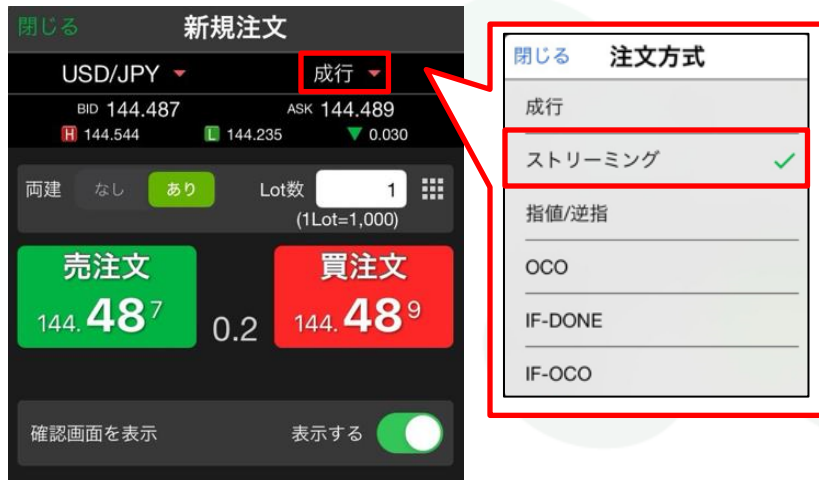 閉じる 新規注文
USD/JPY 成行
BID 144.487 ASK 144.489
H 144.544 L 144.235 ▼ 0.030
両建 なし あり Lot数 1
(1Lot=1,000)
売注文 買注文
144.487 0.2 144.489
確認画面を表示 表示する
閉じる 注文方式
成行
ストリーミング ✓
指値/逆指
OCO
IF-DONE
IF-OCO